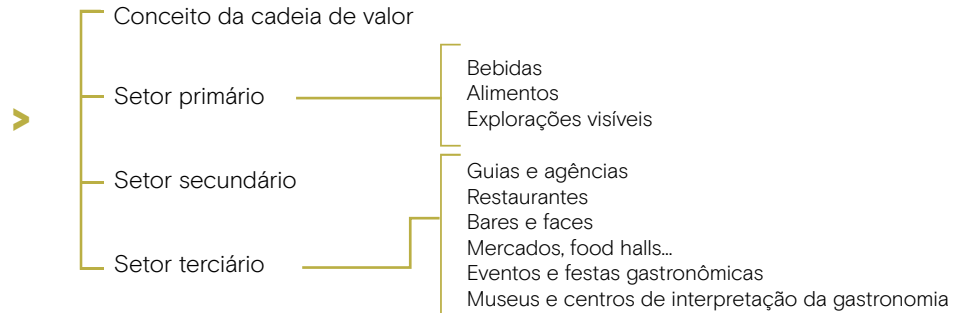 Conceito da cadeia de valor
Setor primário
Bebidas
Alimentos
Explorações visíveis
Setor secundário
Setor terciário
Guias e agências
Restaurantes
Bares e faces
Mercados, food halls...
Eventos e festas gastronômicas
Museus e centros de interpretação da gastronomia